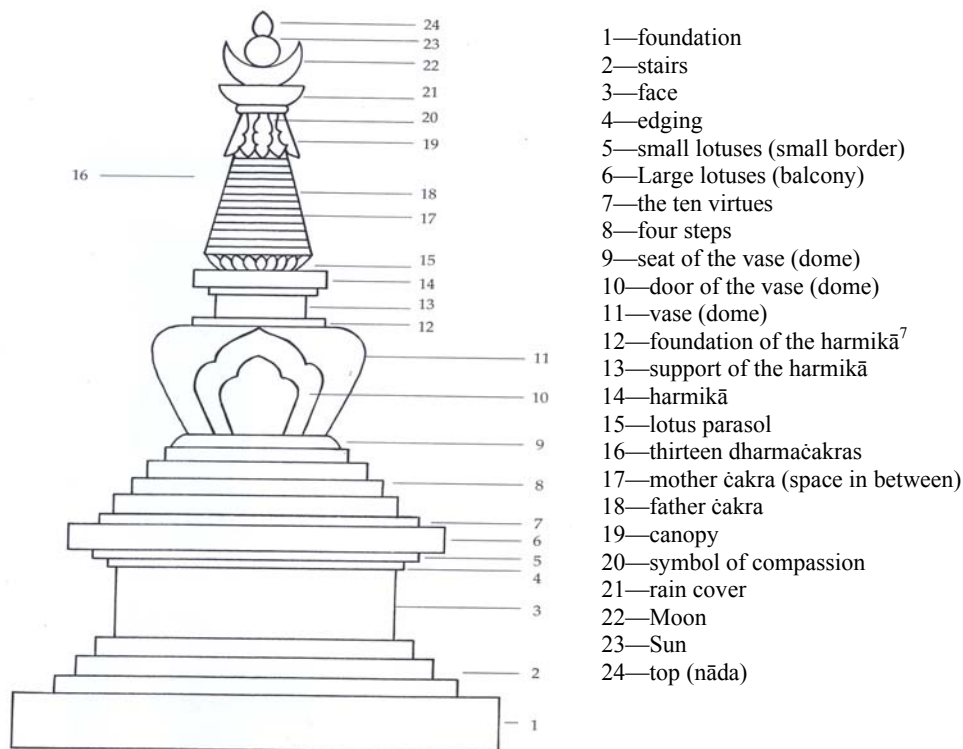 24
23
22
21
20
19
16
18
17
15
14
13
12
11
10
9
8
7
6
5
4
3
2
1
1—foundation
2—stairs
3—face
4—edging
5—small lotuses (small border)
6—Large lotuses (balcony)
7—the ten virtues
8—four steps
9—seat of the vase (dome)
10—door of the vase (dome)
11—vase (dome)
12—foundation of the harmikā7
13—support of the harmikā
14—harmikā
15—lotus parasol
16—thirteen dharmaċakras
17—mother ċakra (space in between)
18—father ċakra
19—canopy
20—symbol of compassion
21—rain cover
22—Moon
23—Sun
24—top (nāda)